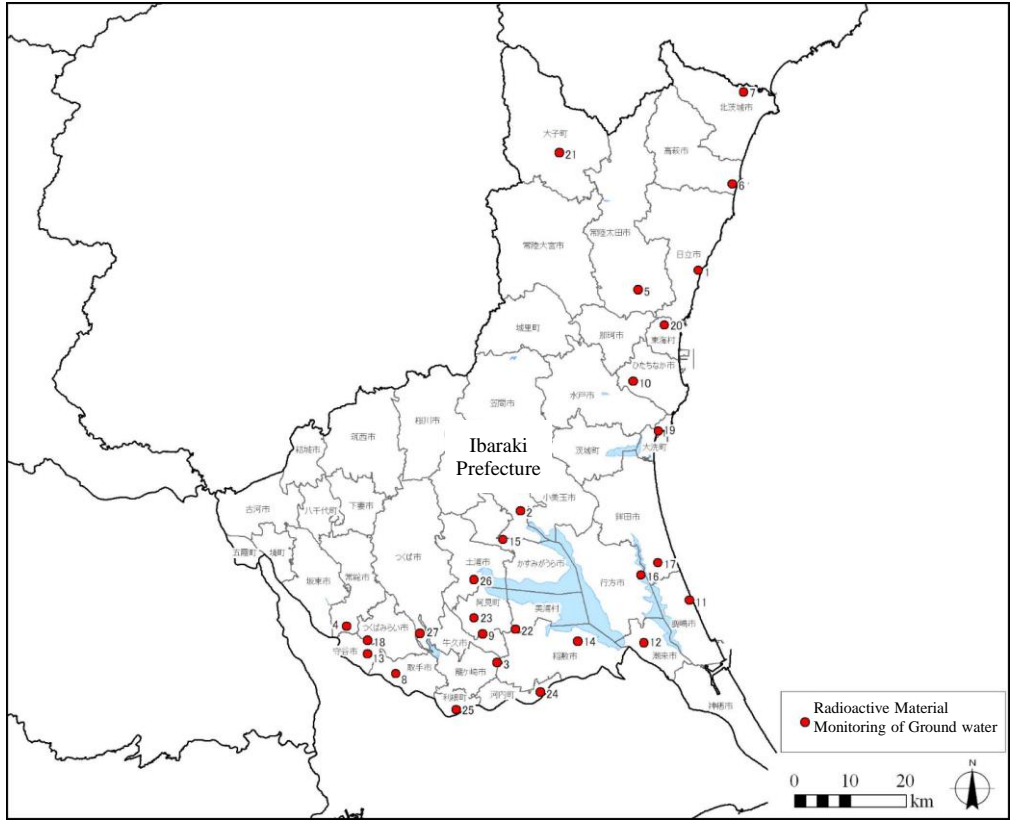 7
北茨城市
大子町
21
高萩市
6
常陸太田市
常陸大宮市
日立市
1
5
城里町
那珂市
20
東海村
ひたちなか市
10
笠間市
水戸市
桜川市
筑西市
結城市
19
大洗町
茨城町
Ibaraki
Prefecture
小美玉市
古河市
八千代町
下妻市
2
鉾田市
15
五霞町
境町
つくば市
かすみがうら市
土浦市
17
坂東市
常総市
26
16
行方市
阿見町
美浦村
11
鹿嶋市
4
つくばみらい市
23
27
9
22
18
牛久市
14
12
守谷市
13
稲敷市
潮来市
取手市
3
8
龍ケ崎市
河内町
24
利根町
25
神栖市
Radioactive Material
Monitoring of Ground water
N
0 10 20
km